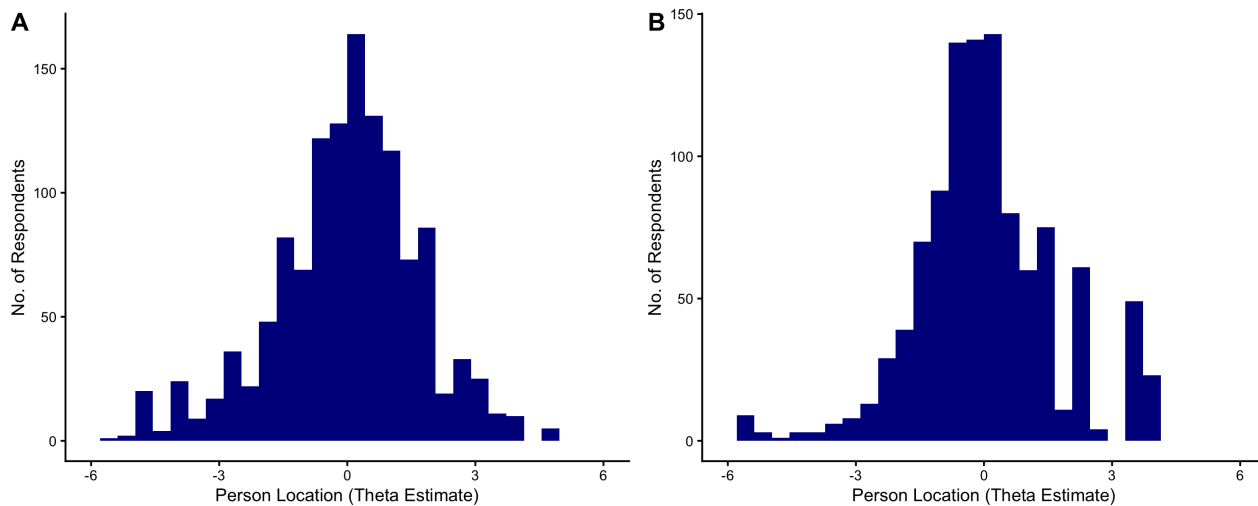 A
No. of Respondents
150
100
50
0
-6 -3 0 3 6
Person Location (Theta Estimate)
B
No. of Respondents
150
100
50
0
-6 -3 0 3 6
Person Location (Theta Estimate)